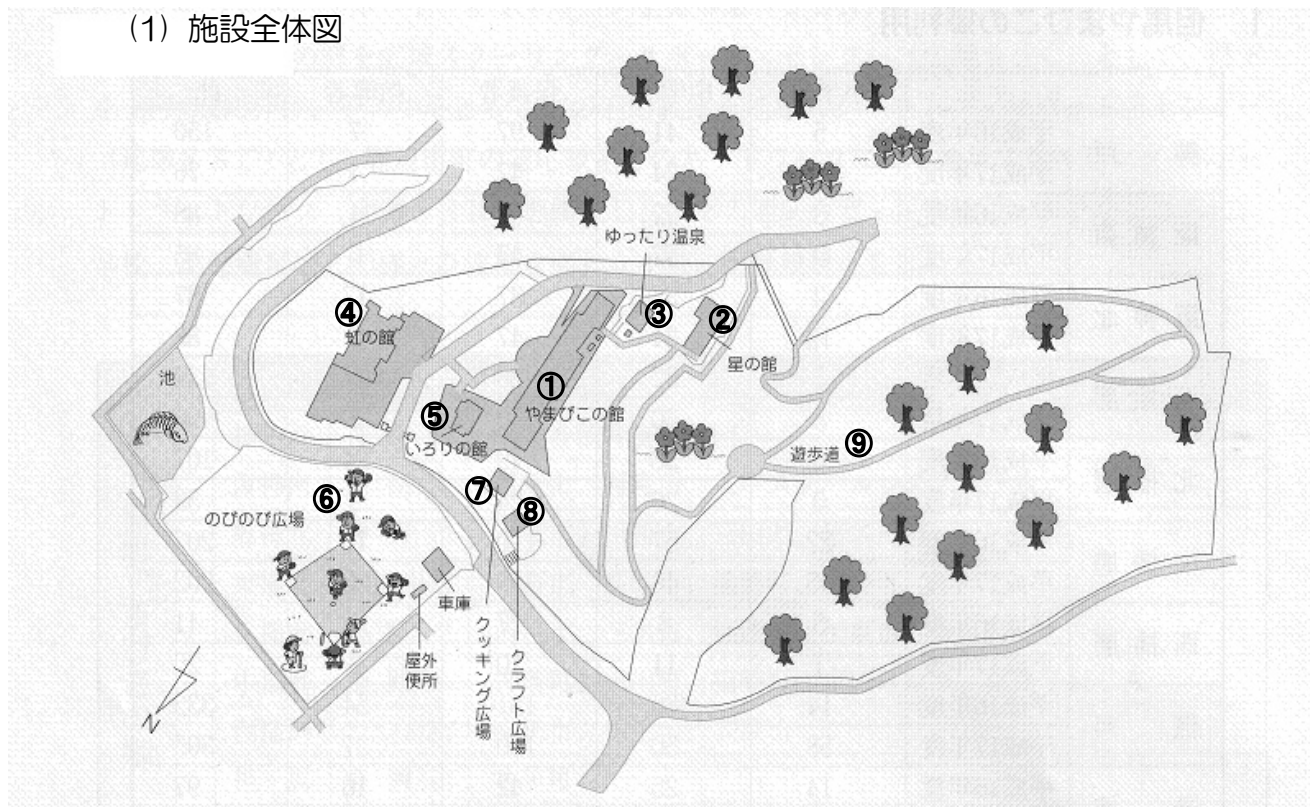 (1) 施設全体図
ゆったり温泉
③
②
④
虹の館
星の館
池
①
やまびこの館
⑤
いろりの館
⑨
遊歩道
⑥
のびのび広場
⑦
⑧
車庫
屋外
便所
クッキング広場
クラフト広場
N